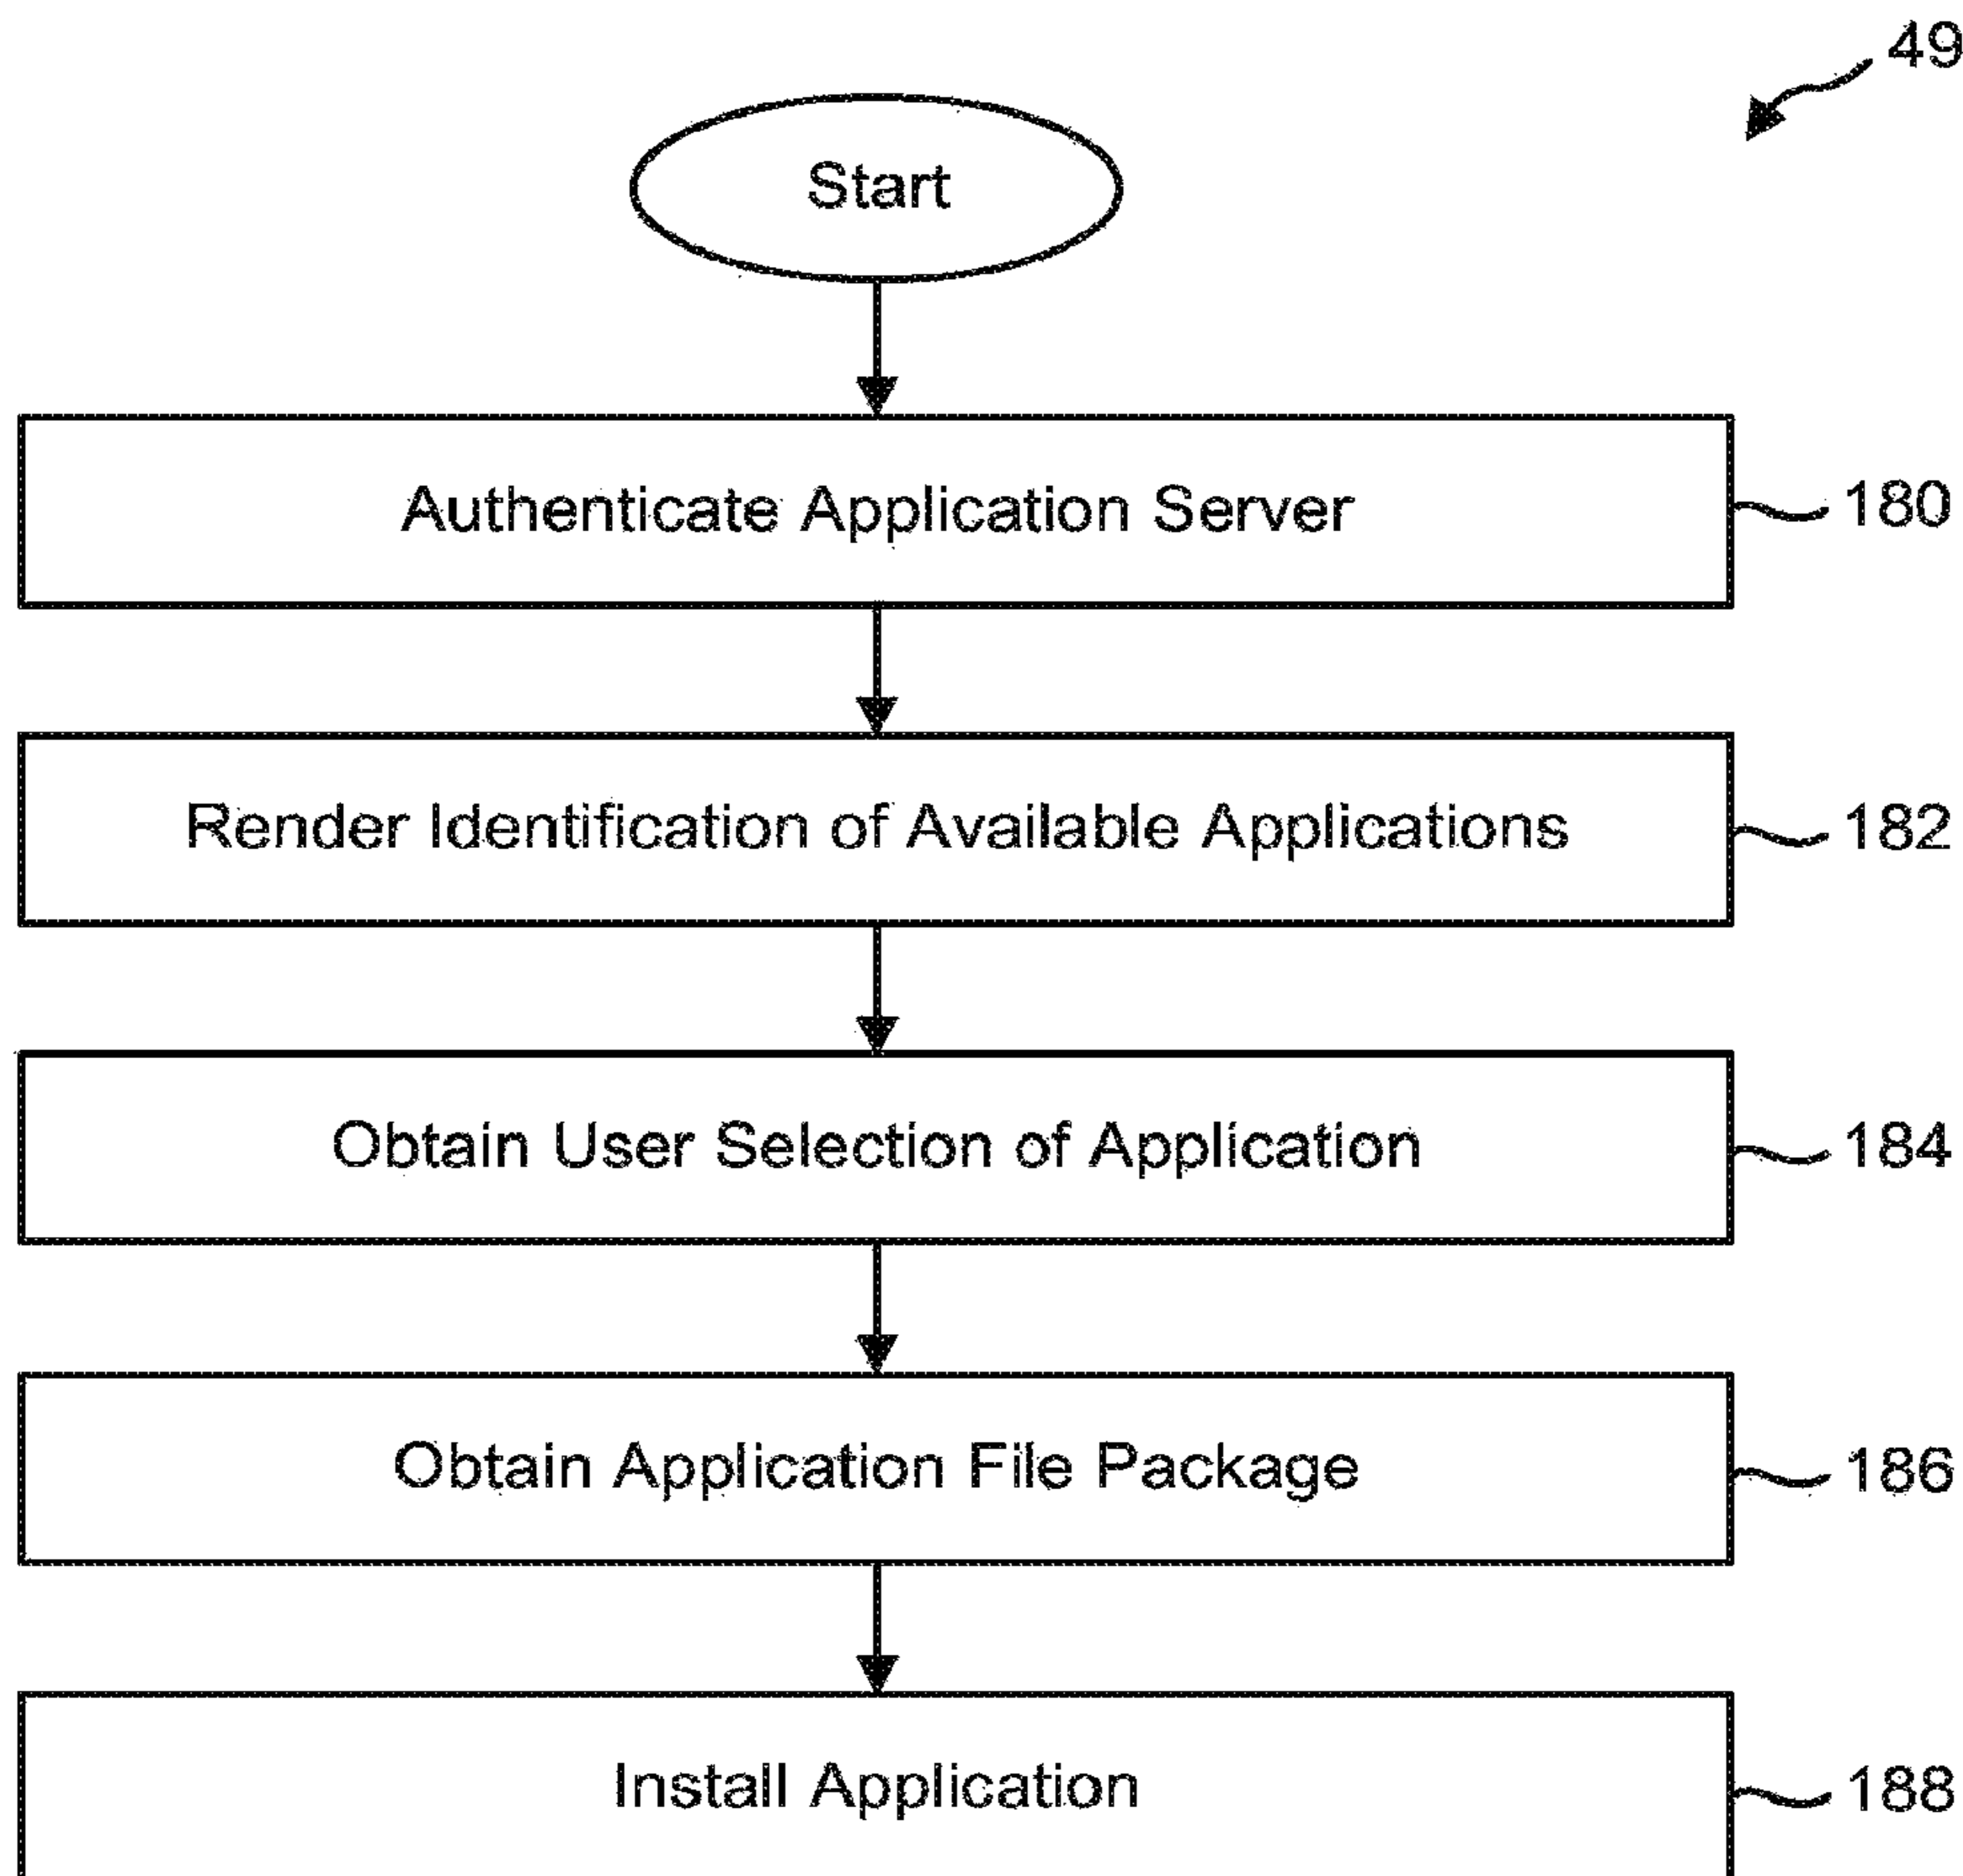 49
Start
Authenticate Application Server
180
Render Identification of Available Applications
182
Obtain User Selection of Application
184
Obtain Application File Package
186
Install Application
188